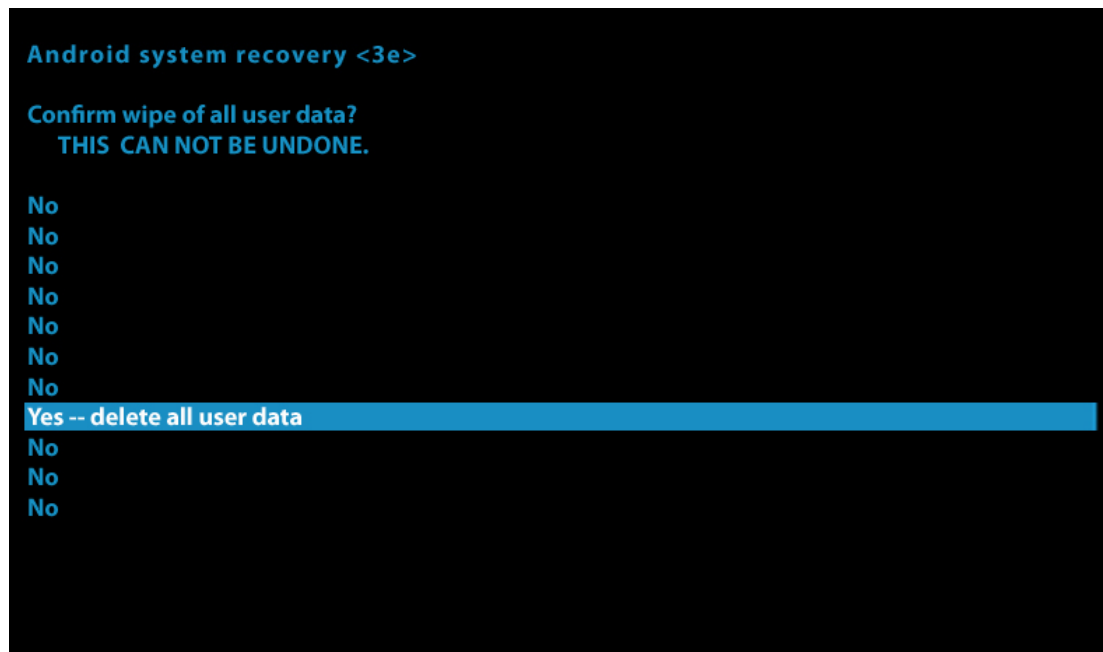 Android system recovery <3e>
Confirm wipe of all user data?
THIS CAN NOT BE UNDONE.
No
No
No
No
No
No
No
Yes -- delete all user data
No
No
No